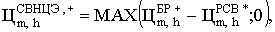 Ц_{m, h}^{СВНЦЭ, +} = MAX(Ц_{m, h}^{БР +} − Ц_{m, h}^{РСВ *};0),